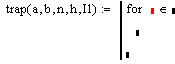 trap(a,b,n,h,I1) := for ∈